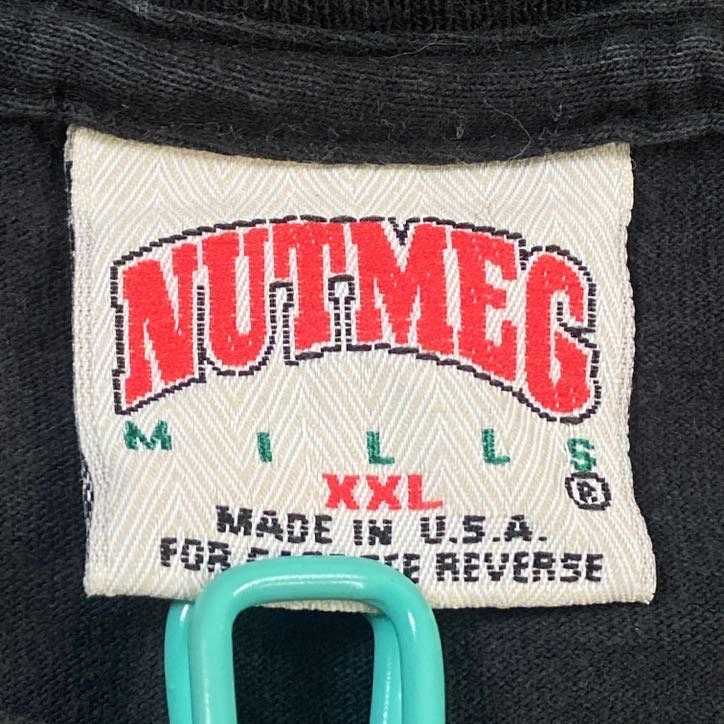 NUTMEG
MILLS
®
XXL
MADE IN U.S.A.
FOR REVERSE